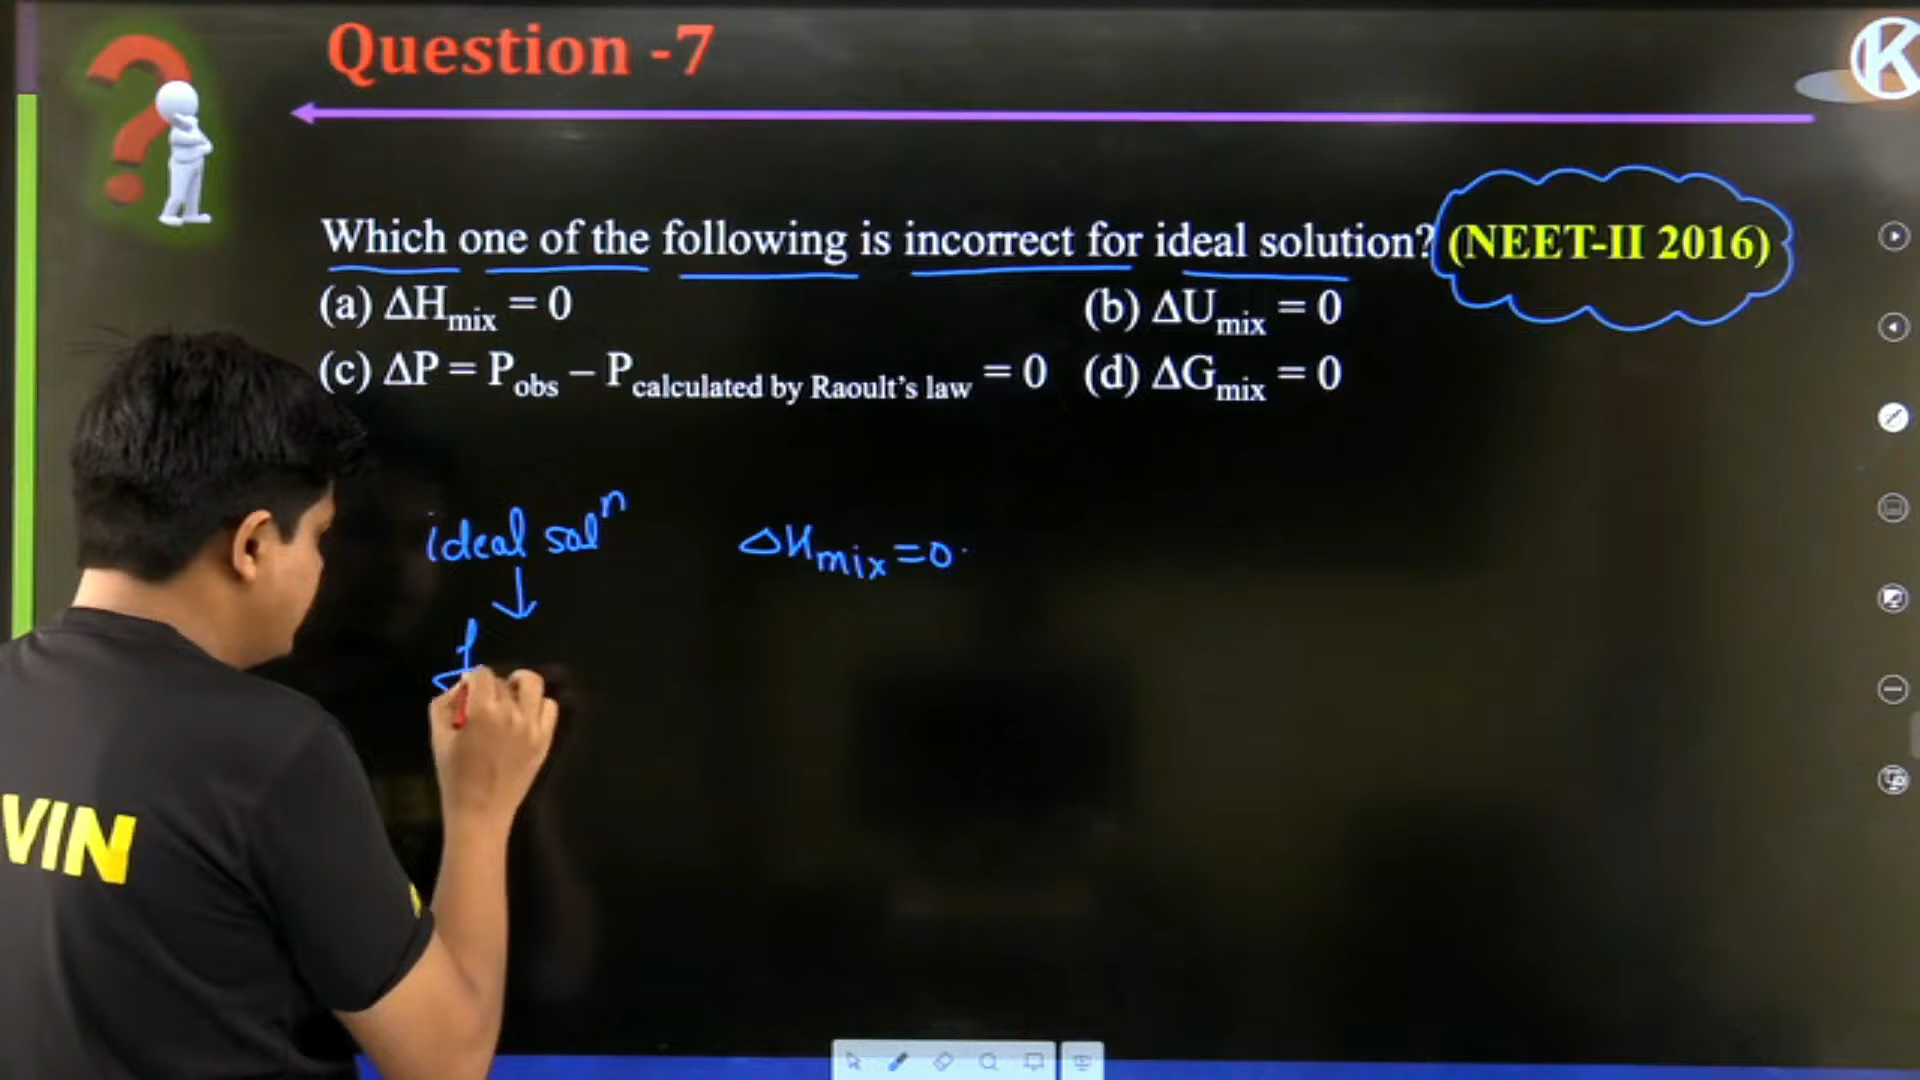 Question -7
K
Which one of the following is incorrect for ideal solution? (NEET-II 2016)
(a) ΔHmix = 0 (b) ΔUmix = 0
(c) ΔP = Pobs – Pcalculated by Raoult's law = 0 (d) ΔGmix = 0
ideal solⁿ ΔHmix = 0
VIN